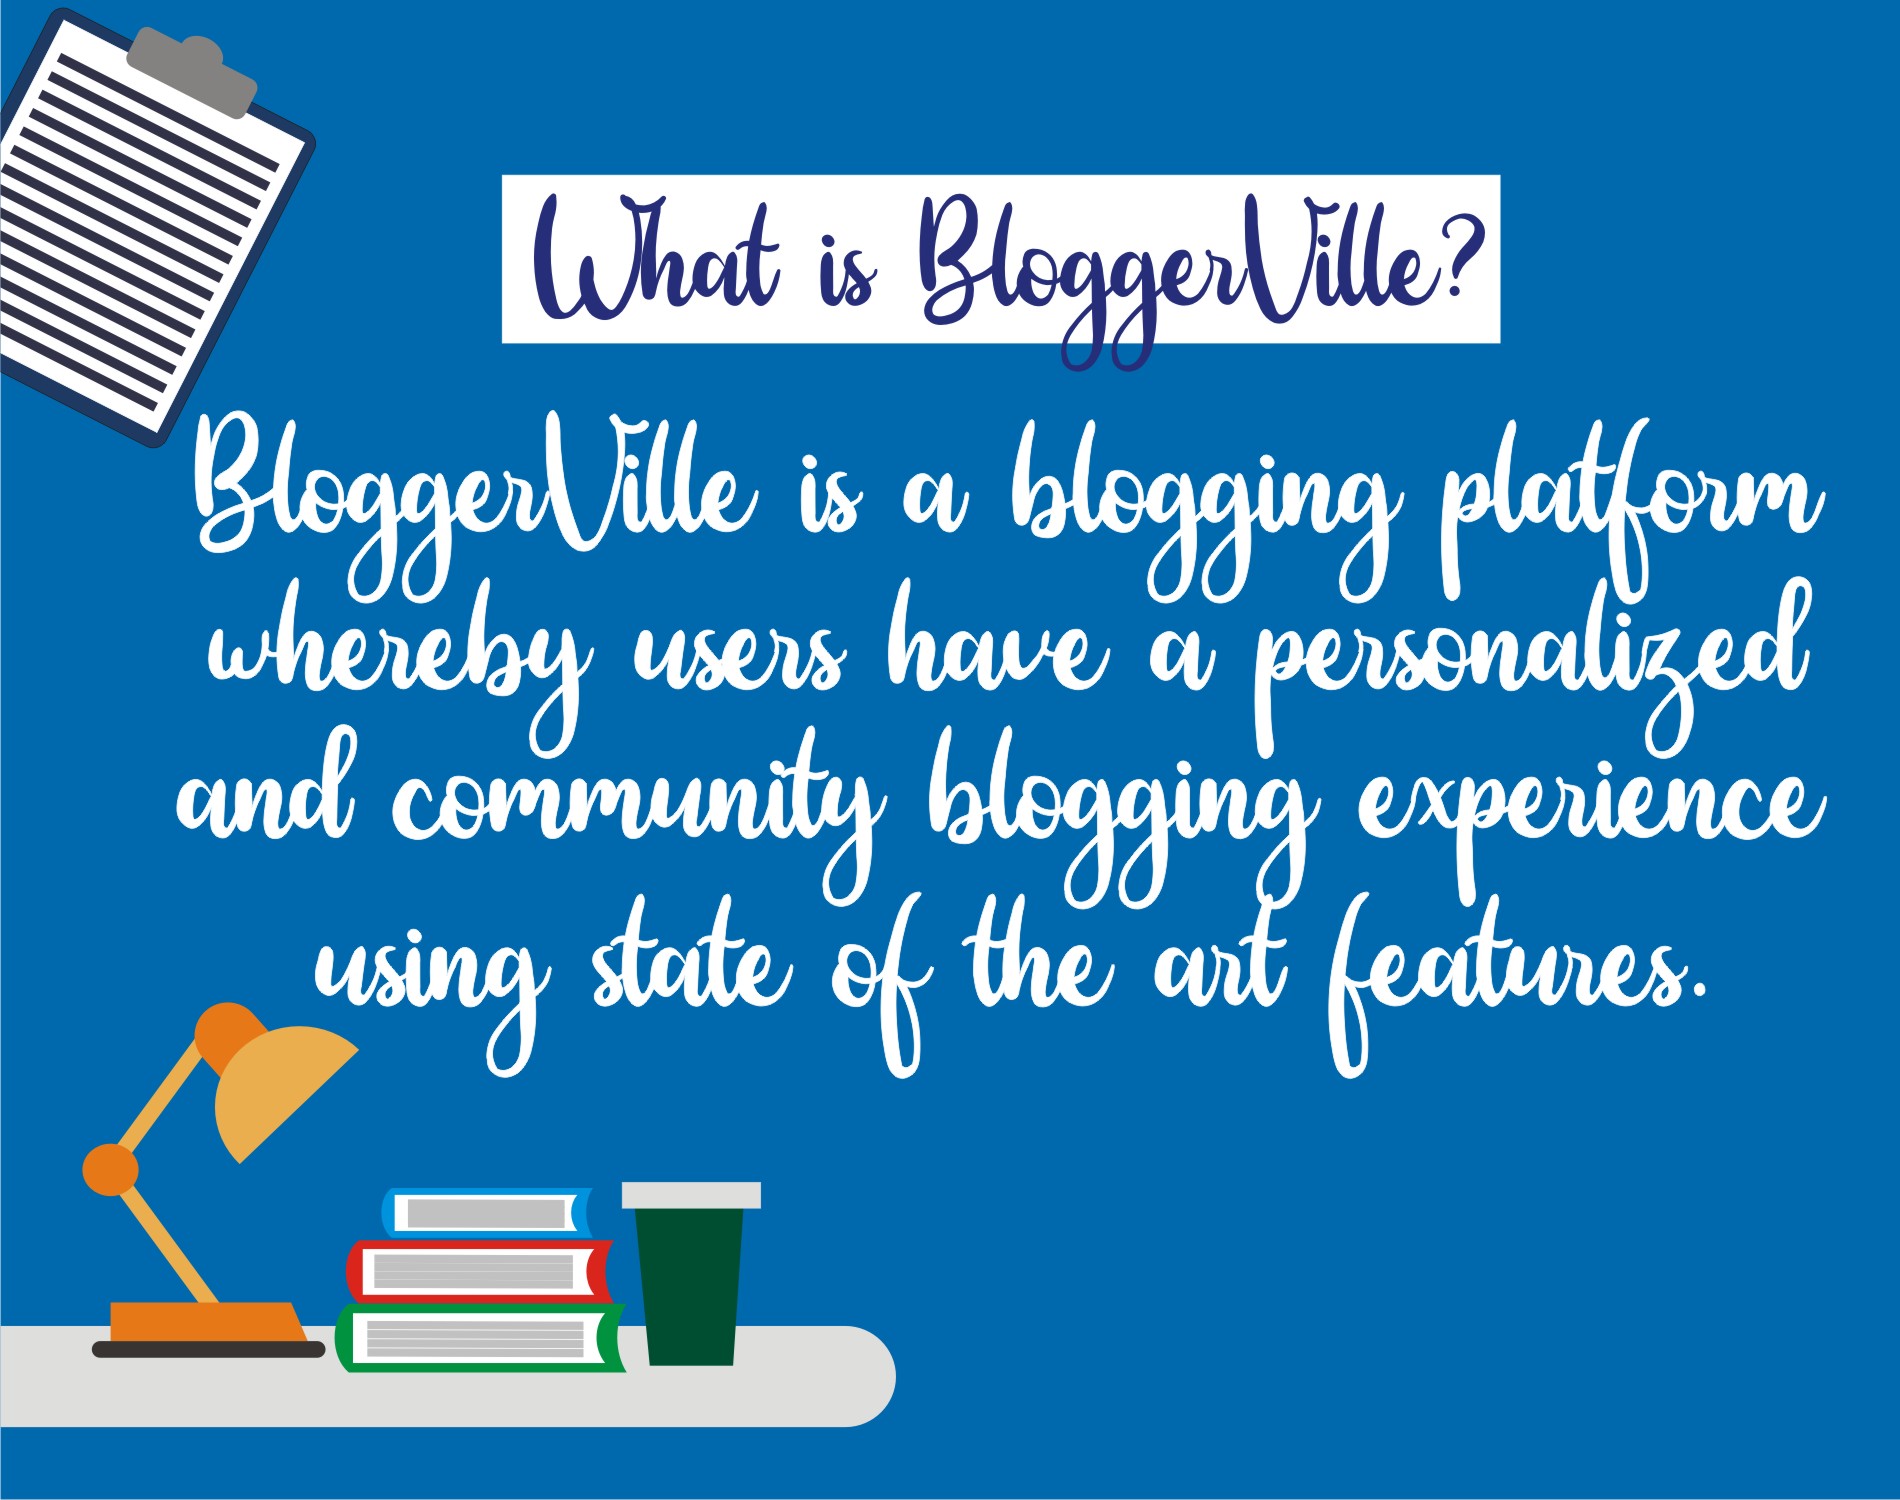 What is BloggerVille?
BloggerVille is a blogging platform
whereby users have a personalized
and community blogging experience
using state of the art features.